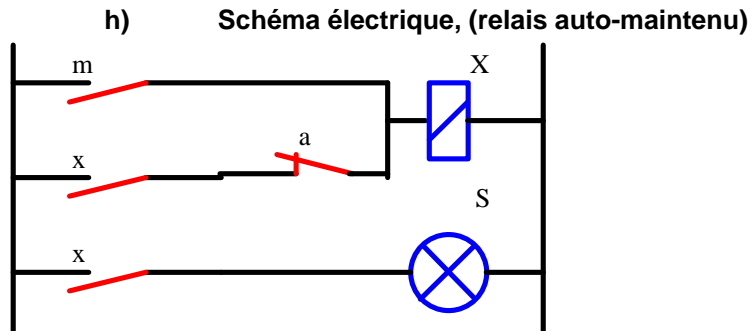 h) Schéma électrique, (relais auto-maintenu)
m X
a
x
S
x